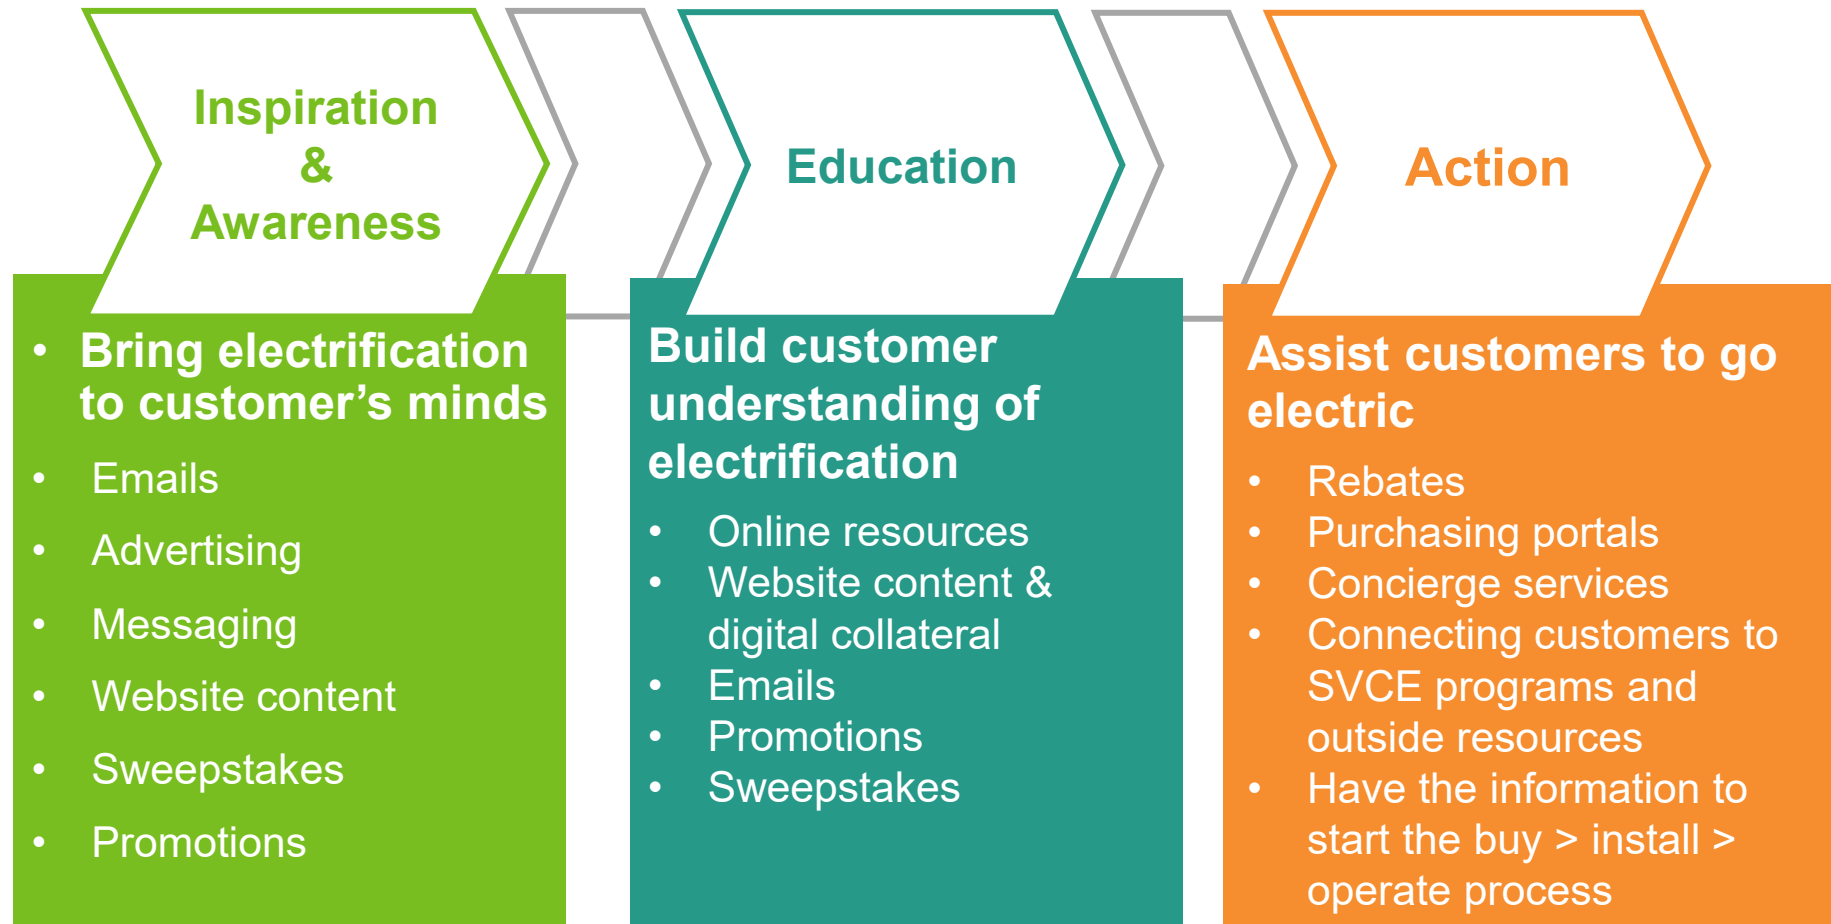 Inspiration
&
Awareness
• Bring electrification
to customer’s minds
• Emails
• Advertising
• Messaging
• Website content
• Sweepstakes
• Promotions
Education
Build customer
understanding of
electrification
• Online resources
• Website content &
digital collateral
• Emails
• Promotions
• Sweepstakes
Action
Assist customers to go
electric
• Rebates
• Purchasing portals
• Concierge services
• Connecting customers to
SVCE programs and
outside resources
• Have the information to
start the buy > install >
operate process